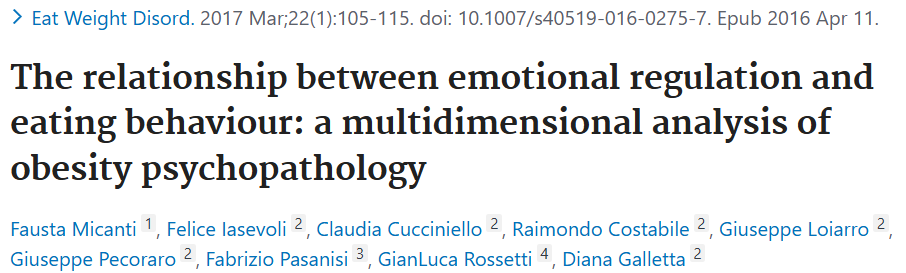 > Eat Weight Disord. 2017 Mar;22(1):105-115. doi: 10.1007/s40519-016-0275-7. Epub 2016 Apr 11.
The relationship between emotional regulation and
eating behaviour: a multidimensional analysis of
obesity psychopathology
Fausta Micanti 1, Felice Iasevoli 2, Claudia Cucciniello 2, Raimondo Costabile 2, Giuseppe Loiarro 2,
Giuseppe Pecoraro 2, Fabrizio Pasanisi 3, GianLuca Rossetti 4, Diana Galletta 2